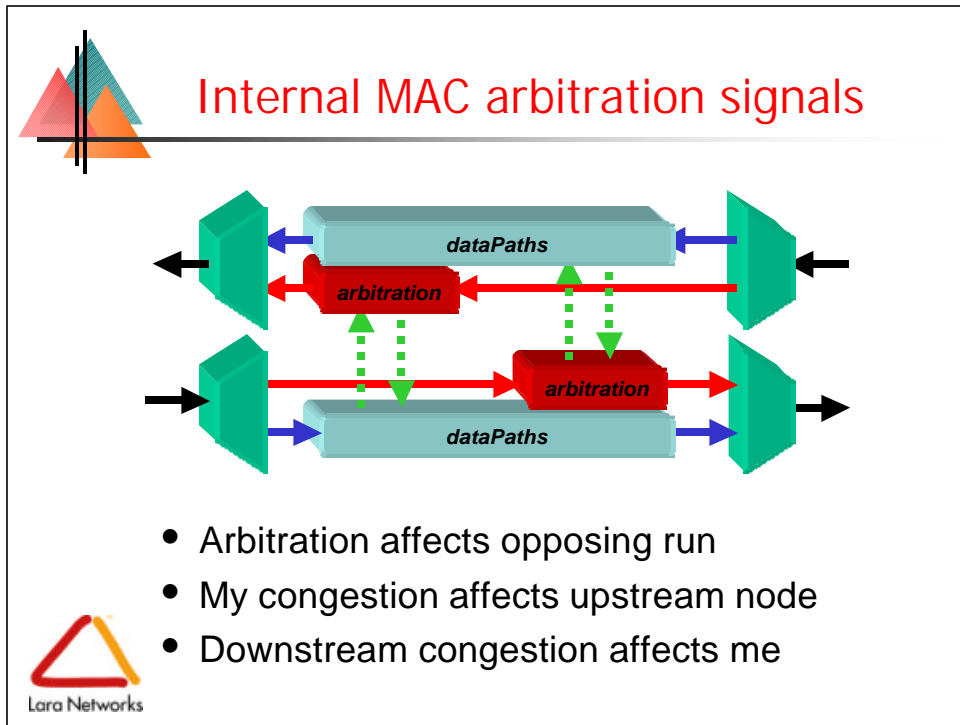 Internal MAC arbitration signals
dataPaths
arbitration
arbitration
dataPaths
• Arbitration affects opposing run
• My congestion affects upstream node
• Downstream congestion affects me
Lara Networks